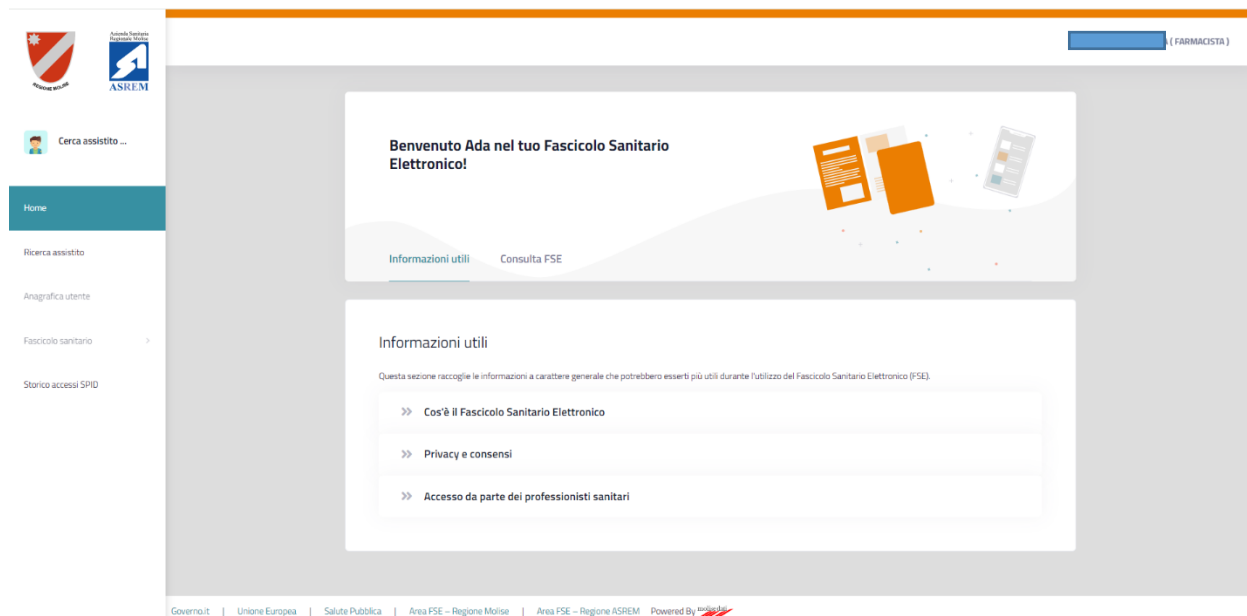 Azienda Sanitaria
Regionale Molise
REGIONE MOLISE
ASREM
( FARMACISTA )
Cerca assistito ...
Home
Ricerca assistito
Anagrafica utente
Fascicolo sanitario
Storico accessi SPID
Benvenuto Ada nel tuo Fascicolo Sanitario
Elettronico!
Informazioni utili Consulta FSE
Informazioni utili
Questa sezione raccoglie le informazioni a carattere generale che potrebbero esserti più utili durante l'utilizzo del Fascicolo Sanitario Elettronico (FSE).
Cos'è il Fascicolo Sanitario Elettronico
Privacy e consensi
Accesso da parte dei professionisti sanitari
Governo.it | Unione Europea | Salute Pubblica | Area FSE – Regione Molise | Area FSE – Regione ASREM Powered By molisedati